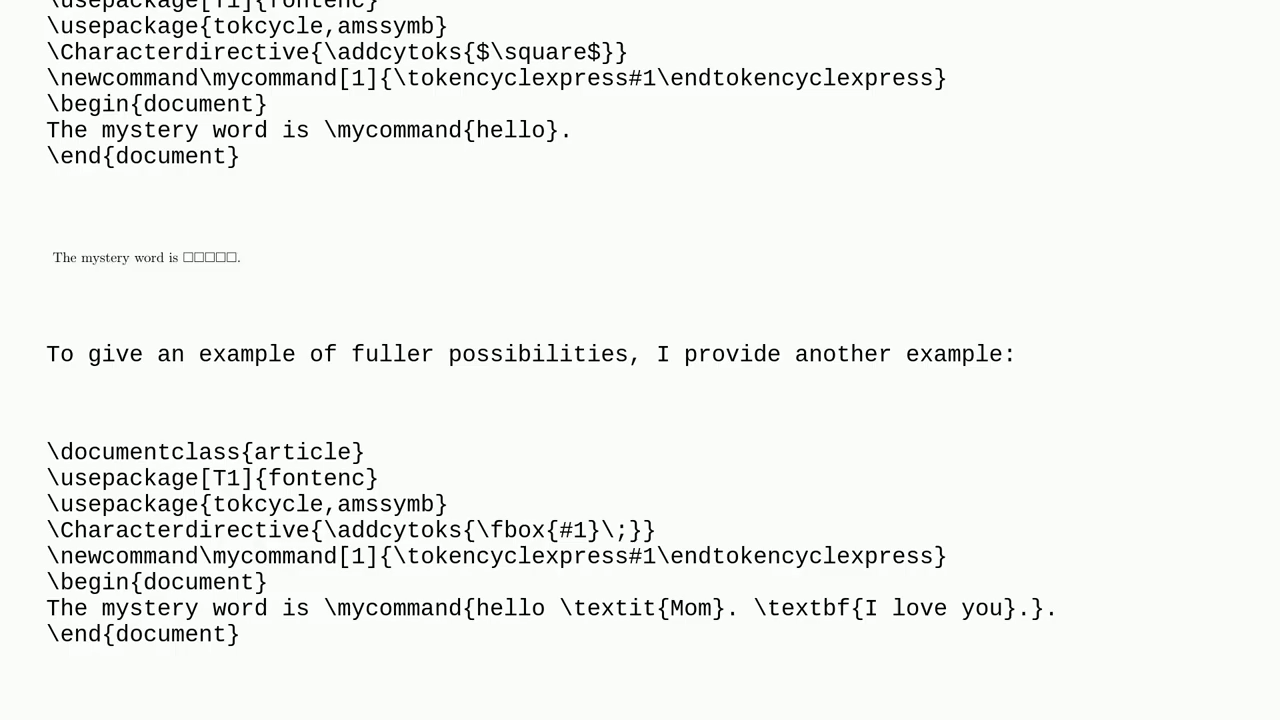 \usepackage[T1]{fontenc}
\usepackage{tokcycle,amssymb}
\Characterdirective{\addcytoks{$\square$}}
\newcommand\mycommand[1]{\tokencyclexpress#1\endtokencyclexpress}
\begin{document}
The mystery word is \mycommand{hello}.
\end{document}
The mystery word is □□□□□.
To give an example of fuller possibilities, I provide another example:
\documentclass{article}
\usepackage[T1]{fontenc}
\usepackage{tokcycle,amssymb}
\Characterdirective{\addcytoks{\fbox{#1}\;}}
\newcommand\mycommand[1]{\tokencyclexpress#1\endtokencyclexpress}
\begin{document}
The mystery word is \mycommand{hello \textit{Mom}. \textbf{I love you}.}.
\end{document}